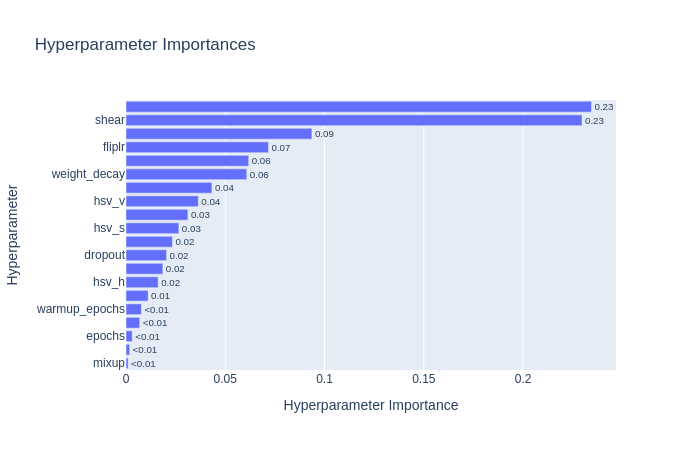 Hyperparameter Importances
Hyperparameter
0.23
shear 0.23
0.09
fliplr 0.07
0.06
weight_decay 0.06
0.04
hsv_v 0.04
0.03
hsv_s 0.03
0.02
dropout 0.02
0.02
hsv_h 0.02
0.01
warmup_epochs <0.01
<0.01
epochs <0.01
<0.01
mixup <0.01
0 0.05 0.1 0.15 0.2
Hyperparameter Importance